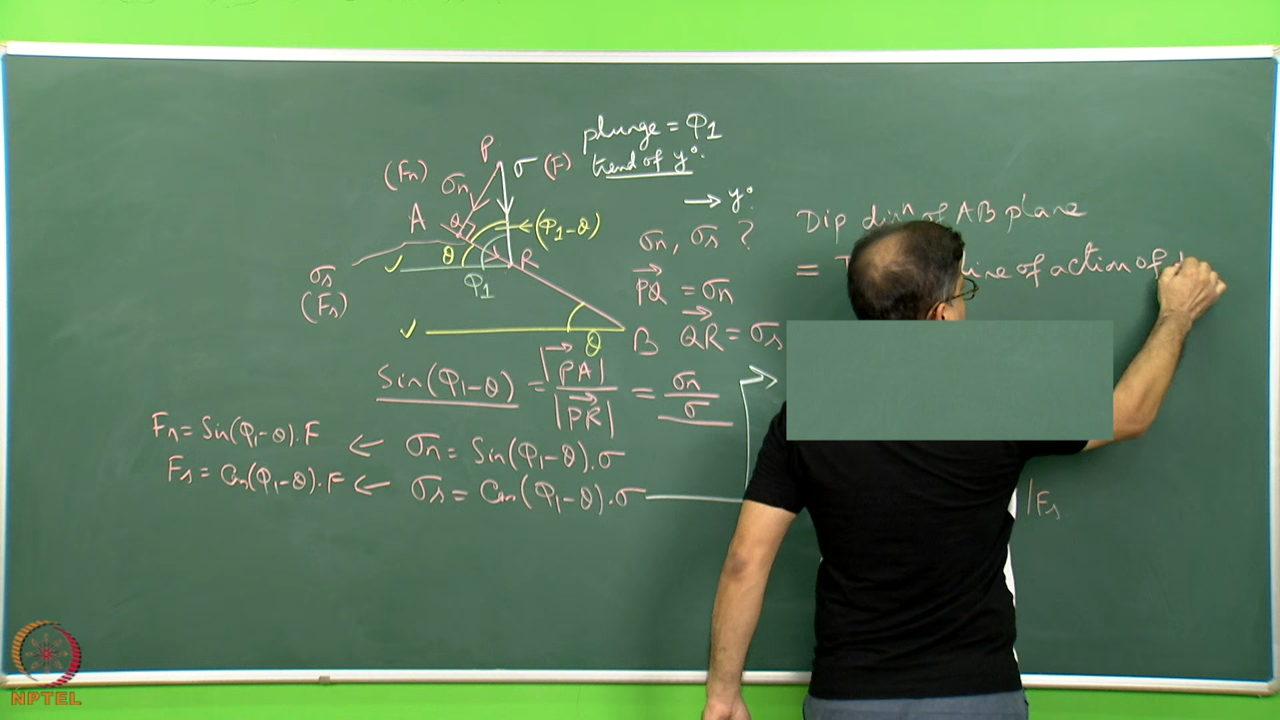 plunge = φ1
trend of y°.
P
(Fn) σn σ (F)
A
→ y°.
θ (φ1-θ)
Q
R
φ1
σs
(Fs)
θ
B
σn, σs ?
PQ = σn
QR = σs
Dip dirn of AB plane
= line of action of
Sin(φ1-θ) = |PQ| / |PR| = σn / σ
Fn = Sin(φ1-θ).F ← σn = Sin(φ1-θ).σ
Fs = Cos(φ1-θ).F ← σs = Cos(φ1-θ).σ
/Fs
NPTEL